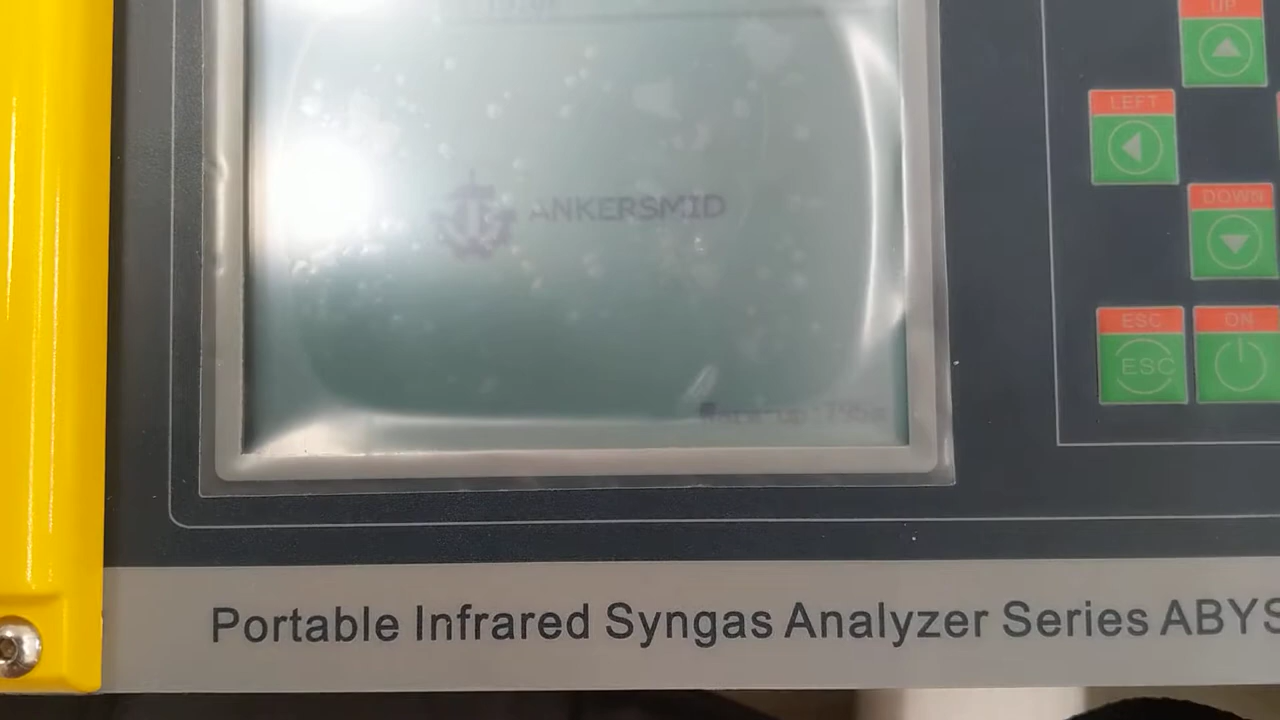 UP
LEFT
ANKERSMID
DOWN
ESC
ON
ESC
Portable Infrared Syngas Analyzer Series ABYS